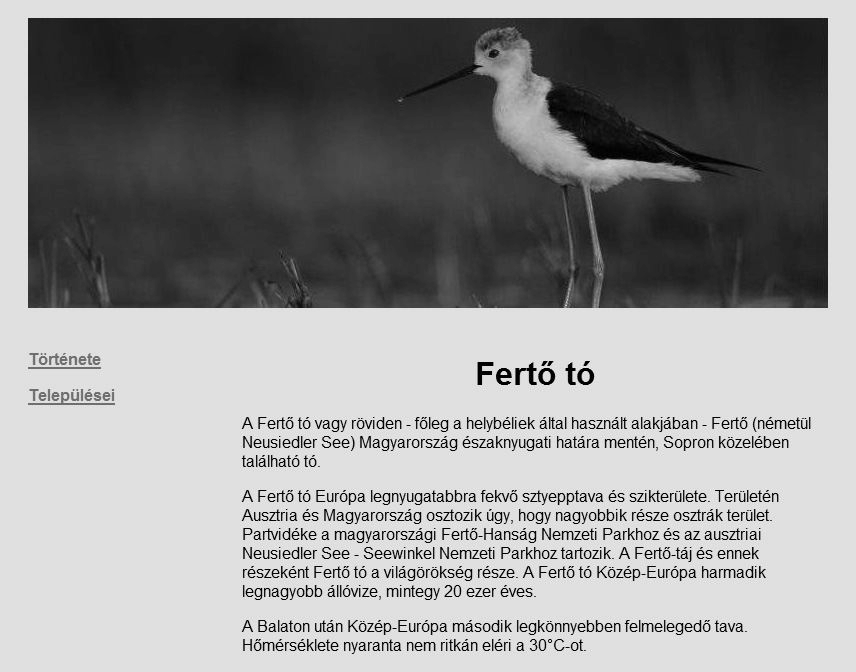 Története
Települései
Fertő tó
A Fertő tó vagy röviden - főleg a helybéliek által használt alakjában - Fertő (németül
Neusiedler See) Magyarország északnyugati határa mentén, Sopron közelében
található tó.
A Fertő tó Európa legnyugatabbra fekvő sztyepptava és szikterülete. Területén
Ausztria és Magyarország osztozik úgy, hogy nagyobbik része osztrák terület.
Partvidéke a magyarországi Fertő-Hanság Nemzeti Parkhoz és az ausztriai
Neusiedler See - Seewinkel Nemzeti Parkhoz tartozik. A Fertő-táj és ennek
részeként Fertő tó a világörökség része. A Fertő tó Közép-Európa harmadik
legnagyobb állóvize, mintegy 20 ezer éves.
A Balaton után Közép-Európa második legkönnyebben felmelegedő tava.
Hőmérséklete nyaranta nem ritkán eléri a 30°C-ot.